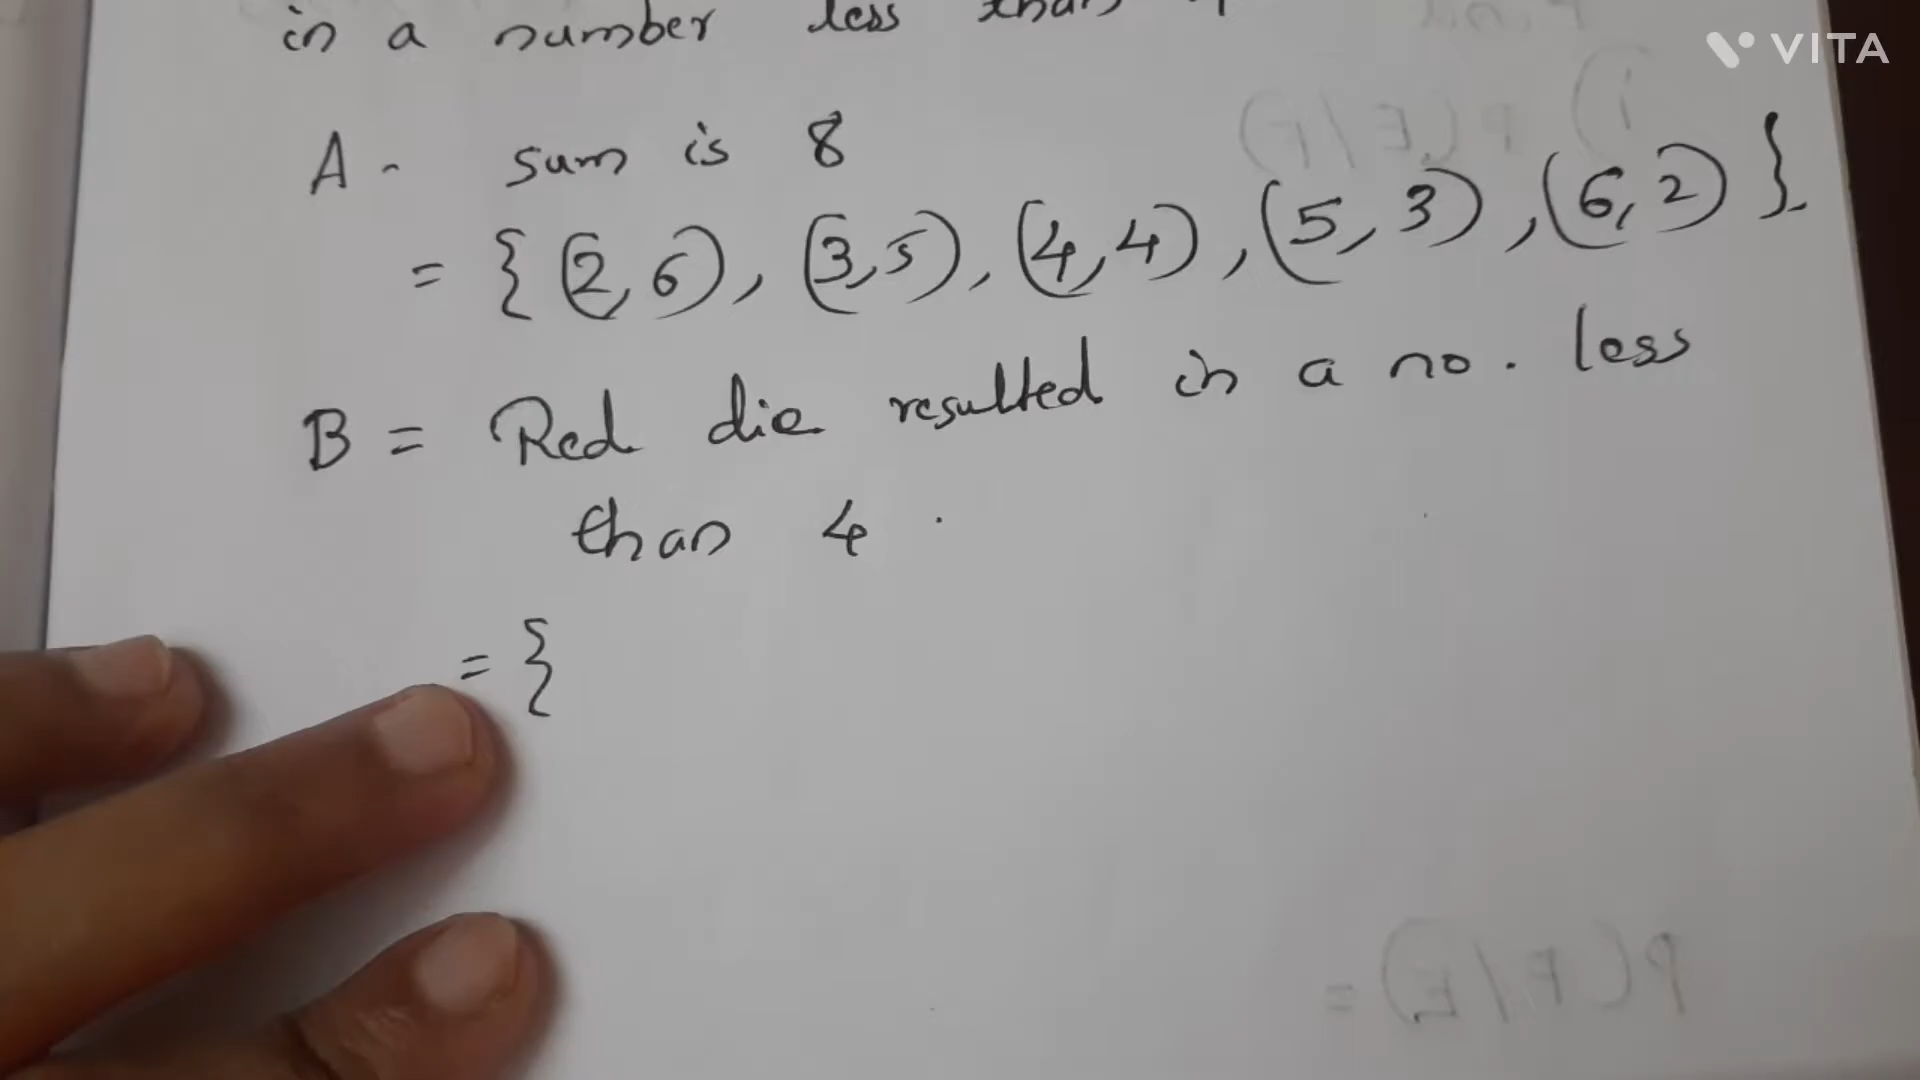 VITA
in a number less than
A - sum is 8
= { (2,6), (3,5), (4,4), (5,3), (6,2) }
B = Red die resulted in a no. less
than 4.
= {
P(E/F)
P(F/E) =